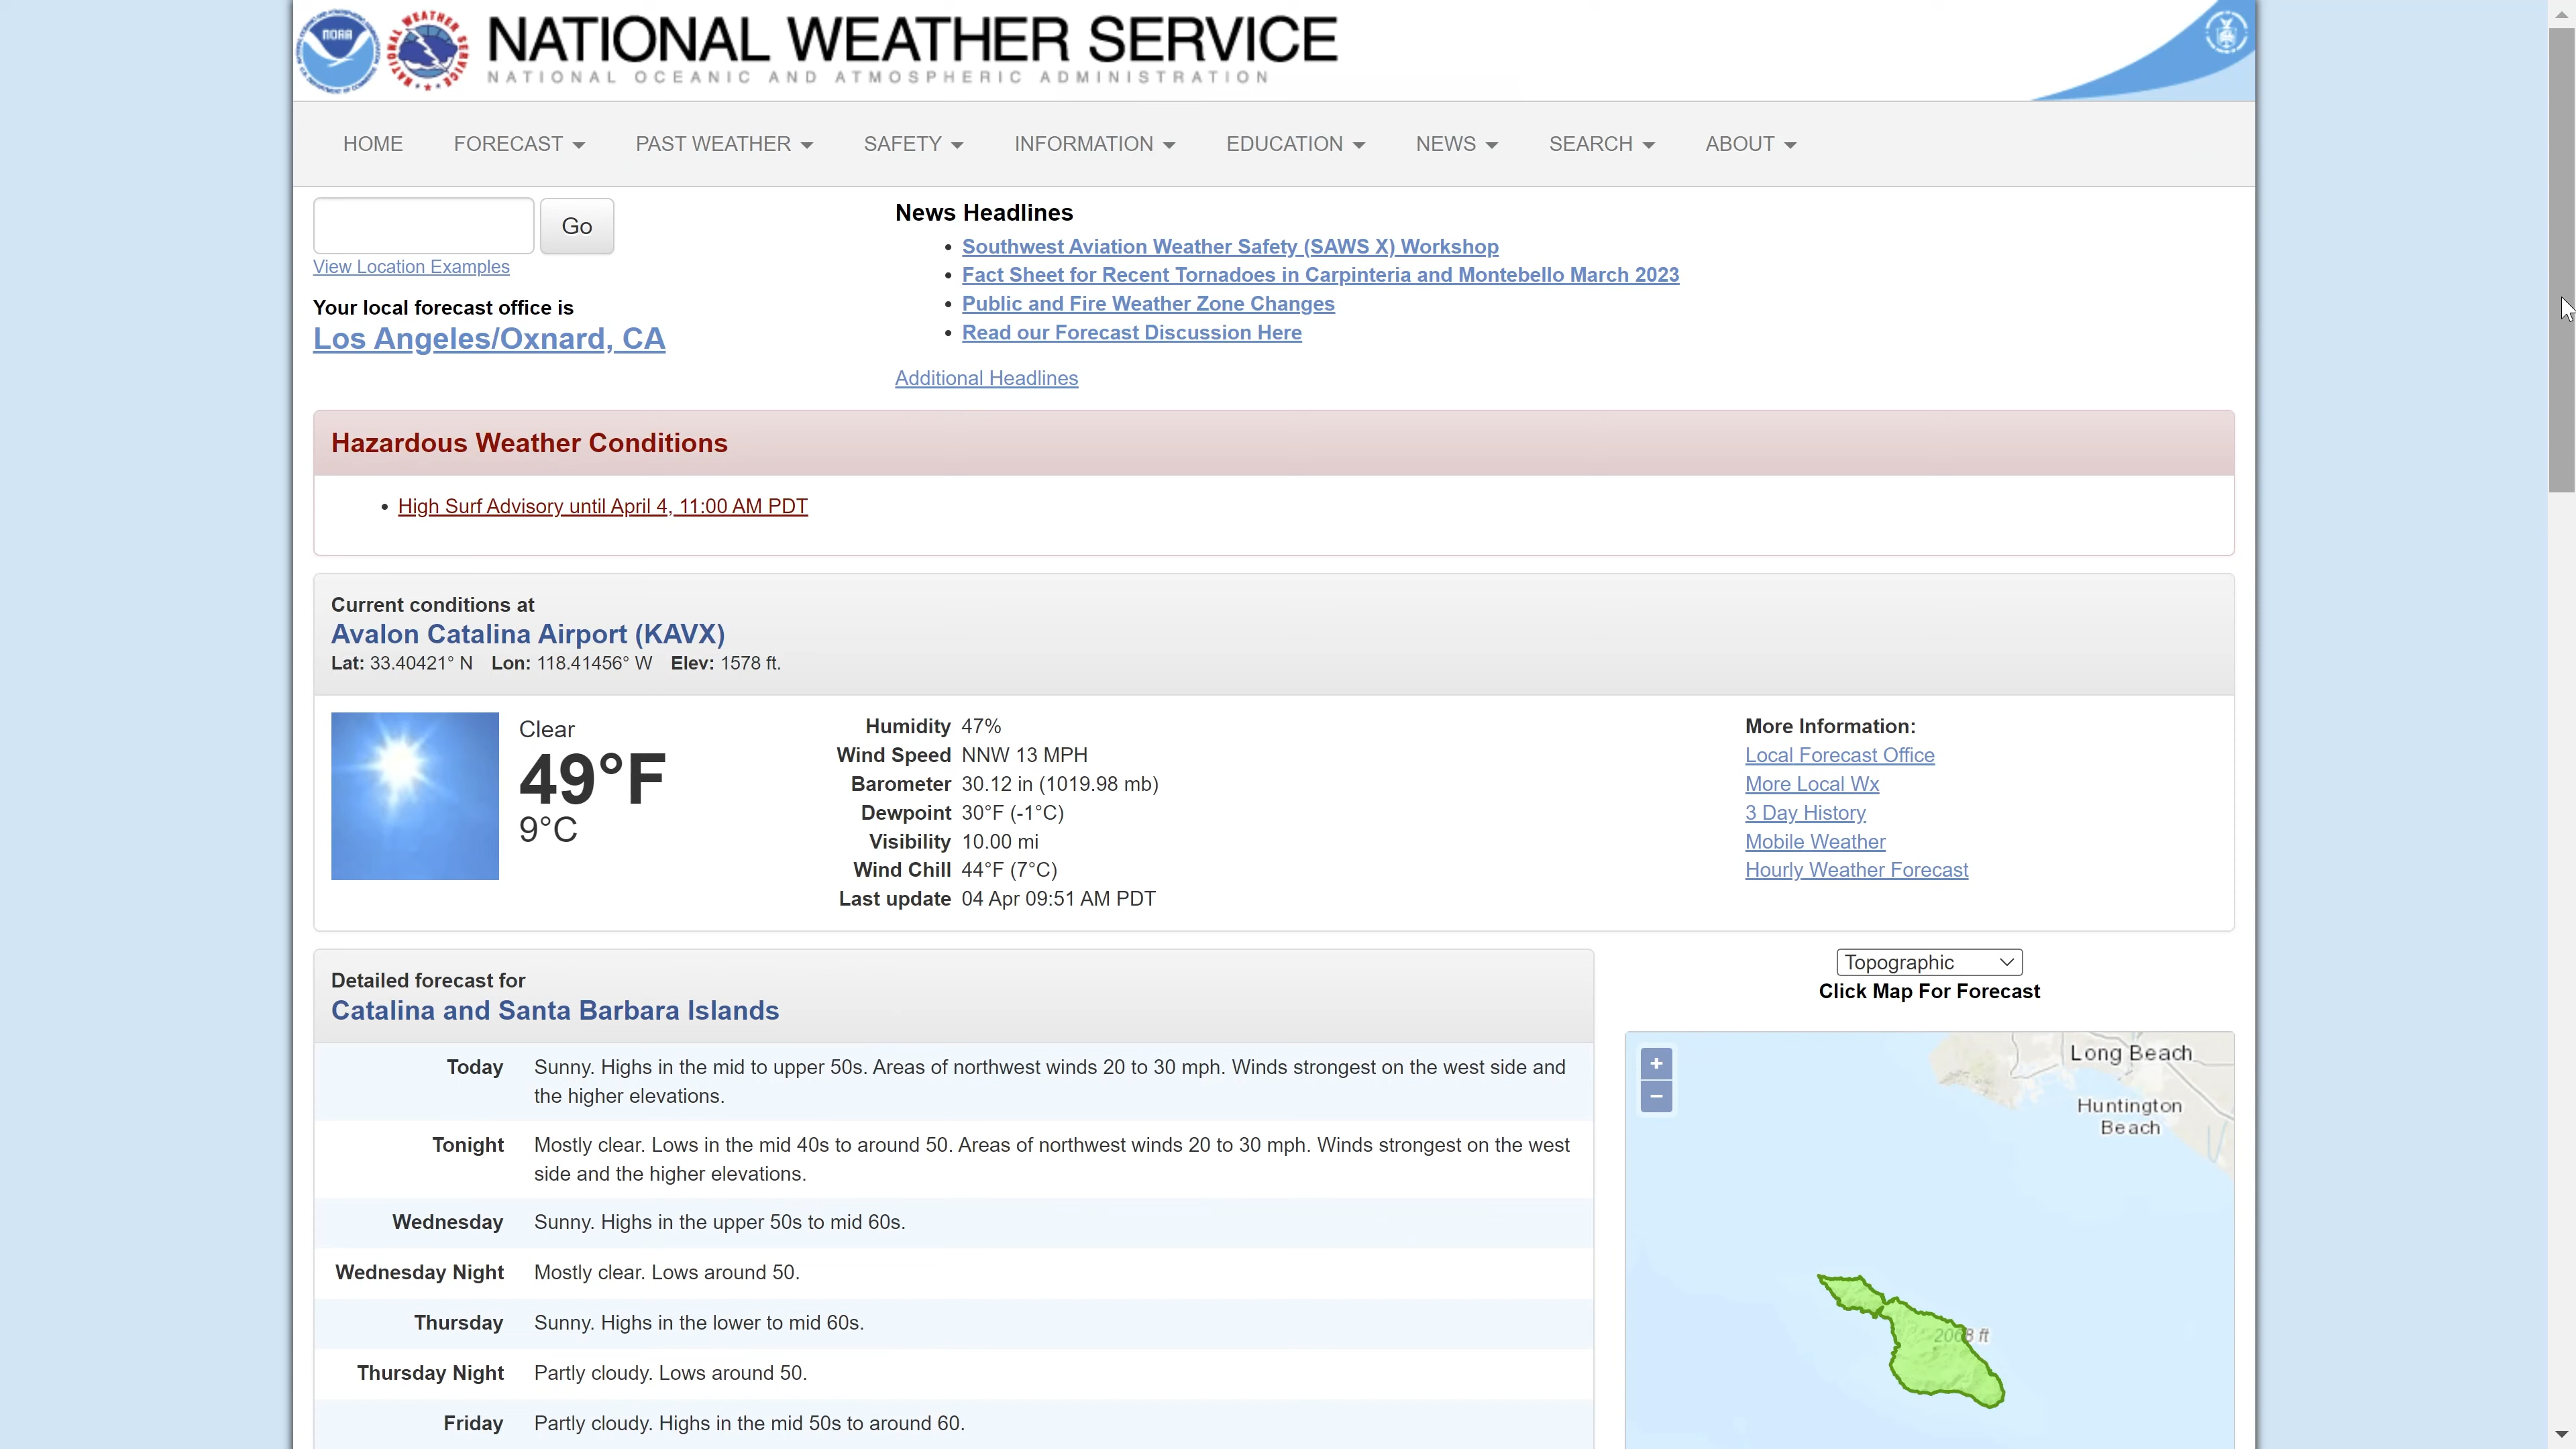 NATIONAL WEATHER SERVICE
NATIONAL OCEANIC AND ATMOSPHERIC ADMINISTRATION
HOME FORECAST PAST WEATHER SAFETY INFORMATION EDUCATION NEWS SEARCH ABOUT
Go
View Location Examples
Your local forecast office is
Los Angeles/Oxnard, CA
News Headlines
• Southwest Aviation Weather Safety (SAWS X) Workshop
• Fact Sheet for Recent Tornadoes in Carpinteria and Montebello March 2023
• Public and Fire Weather Zone Changes
• Read our Forecast Discussion Here
Additional Headlines
Hazardous Weather Conditions
• High Surf Advisory until April 4, 11:00 AM PDT
Current conditions at
Avalon Catalina Airport (KAVX)
Lat: 33.40421° N Lon: 118.41456° W Elev: 1578 ft.
Clear
49°F
9°C
Humidity 47%
Wind Speed NNW 13 MPH
Barometer 30.12 in (1019.98 mb)
Dewpoint 30°F (-1°C)
Visibility 10.00 mi
Wind Chill 44°F (7°C)
Last update 04 Apr 09:51 AM PDT
More Information:
Local Forecast Office
More Local Wx
3 Day History
Mobile Weather
Hourly Weather Forecast
Detailed forecast for
Catalina and Santa Barbara Islands
Today Sunny. Highs in the mid to upper 50s. Areas of northwest winds 20 to 30 mph. Winds strongest on the west side and
the higher elevations.
Tonight Mostly clear. Lows in the mid 40s to around 50. Areas of northwest winds 20 to 30 mph. Winds strongest on the west
side and the higher elevations.
Wednesday Sunny. Highs in the upper 50s to mid 60s.
Wednesday Night Mostly clear. Lows around 50.
Thursday Sunny. Highs in the lower to mid 60s.
Thursday Night Partly cloudy. Lows around 50.
Friday Partly cloudy. Highs in the mid 50s to around 60.
Topographic
Click Map For Forecast
+
−
Long Beach
Huntington
Beach
2068 ft
NOAA
WEATHER
NATIONAL
SERVICE